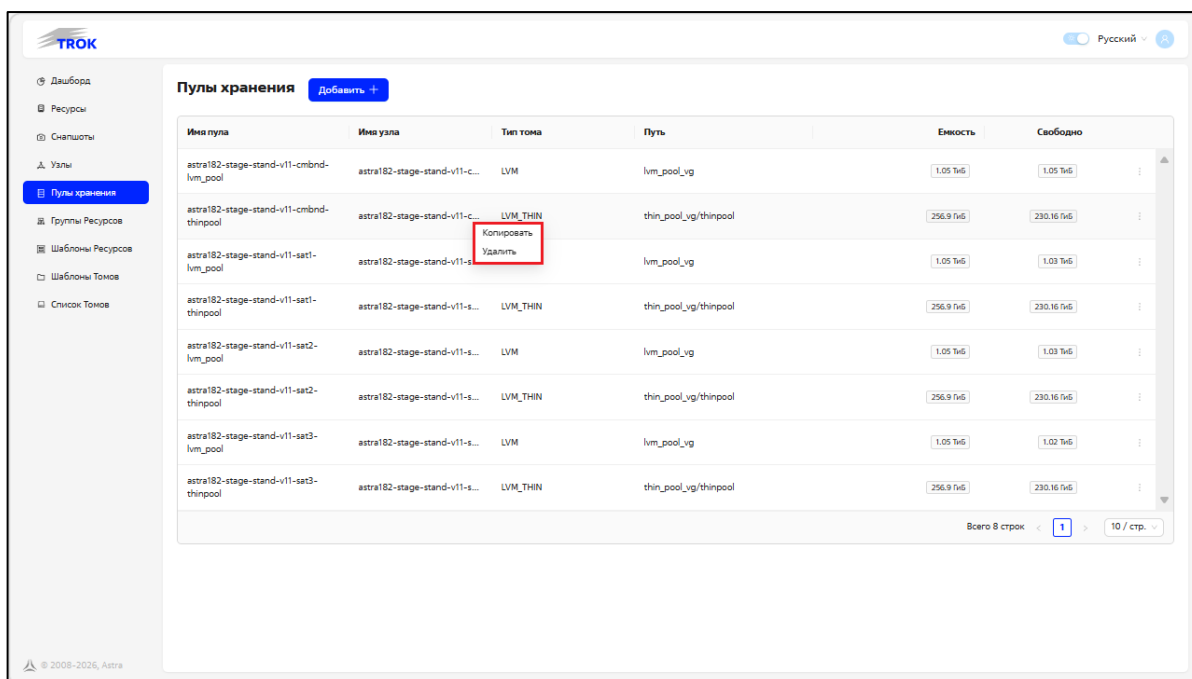 TROK
Русский
Дашборд
Ресурсы
Снапшоты
Узлы
Пулы хранения
Группы Ресурсов
Шаблоны Ресурсов
Шаблоны Томов
Список Томов
Пулы хранения Добавить +
Имя пула Имя узла Тип тома Путь Емкость Свободно
astra182-stage-stand-v11-cmbnd-
lvm_pool astra182-stage-stand-v11-c... LVM lvm_pool_vg 1.05 ТиБ 1.05 ТиБ
astra182-stage-stand-v11-cmbnd-
thinpool astra182-stage-stand-v11-c... LVM_THIN thin_pool_vg/thinpool 256.9 ГиБ 230.16 ГиБ
Копировать
Удалить
astra182-stage-stand-v11-sat1-
lvm_pool astra182-stage-stand-v11-s... lvm_pool_vg 1.05 ТиБ 1.03 ТиБ
astra182-stage-stand-v11-sat1-
thinpool astra182-stage-stand-v11-s... LVM_THIN thin_pool_vg/thinpool 256.9 ГиБ 230.16 ГиБ
astra182-stage-stand-v11-sat2-
lvm_pool astra182-stage-stand-v11-s... LVM lvm_pool_vg 1.05 ТиБ 1.03 ТиБ
astra182-stage-stand-v11-sat2-
thinpool astra182-stage-stand-v11-s... LVM_THIN thin_pool_vg/thinpool 256.9 ГиБ 230.16 ГиБ
astra182-stage-stand-v11-sat3-
lvm_pool astra182-stage-stand-v11-s... LVM lvm_pool_vg 1.05 ТиБ 1.02 ТиБ
astra182-stage-stand-v11-sat3-
thinpool astra182-stage-stand-v11-s... LVM_THIN thin_pool_vg/thinpool 256.9 ГиБ 230.16 ГиБ
Всего 8 строк < 1 > 10 / стр.
© 2008-2026, Astra